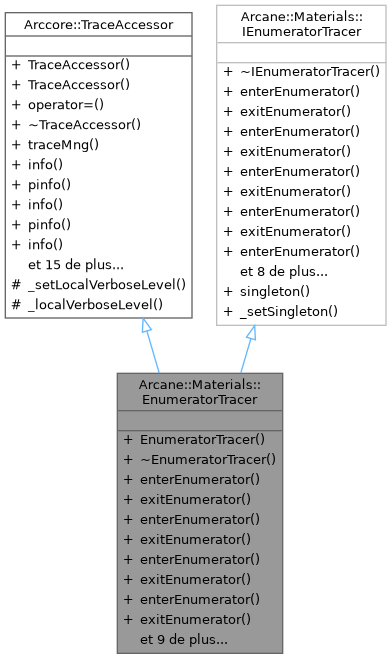 Arccore::TraceAccessor
+ TraceAccessor()
+ TraceAccessor()
+ operator=()
+ ~TraceAccessor()
+ traceMng()
+ info()
+ pinfo()
+ info()
+ pinfo()
+ info()
et 15 de plus...
# _setLocalVerboseLevel()
# _localVerboseLevel()
Arcane::Materials::
IEnumeratorTracer
+ ~IEnumeratorTracer()
+ enterEnumerator()
+ exitEnumerator()
+ enterEnumerator()
+ exitEnumerator()
+ enterEnumerator()
+ exitEnumerator()
+ enterEnumerator()
+ exitEnumerator()
+ enterEnumerator()
et 8 de plus...
+ singleton()
+ _setSingleton()
Arcane::Materials::
EnumeratorTracer
+ EnumeratorTracer()
+ ~EnumeratorTracer()
+ enterEnumerator()
+ exitEnumerator()
+ enterEnumerator()
+ exitEnumerator()
+ enterEnumerator()
+ exitEnumerator()
+ enterEnumerator()
+ exitEnumerator()
et 9 de plus...